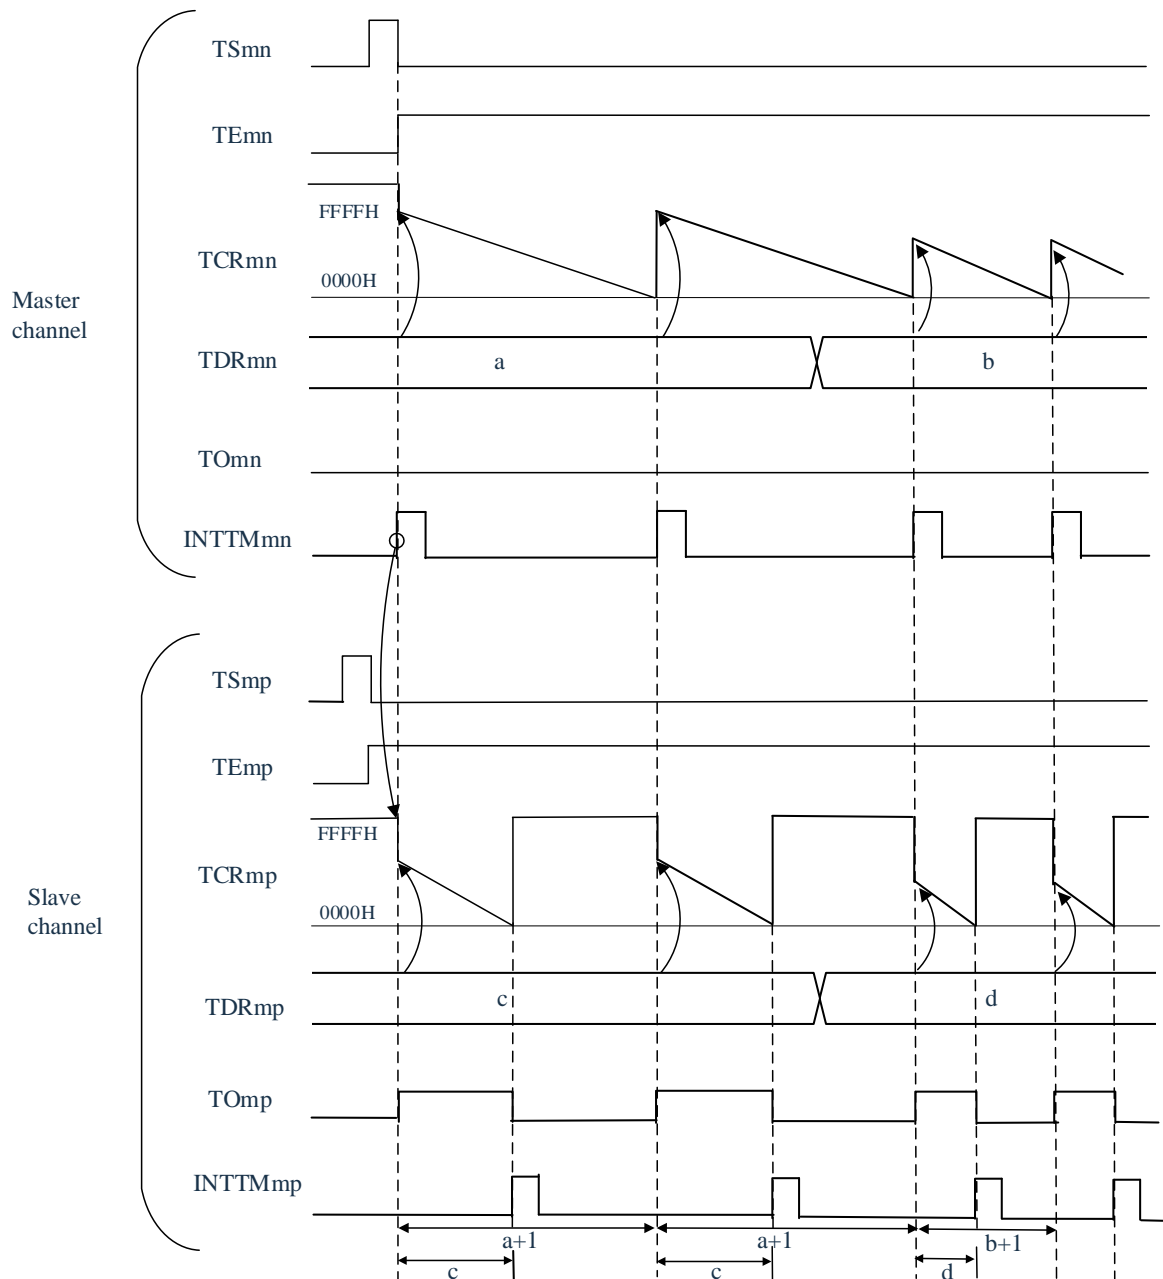 TSmn
TEmn
FFFFH
TCRmn
0000H
Master
channel
TDRmn
a
b
TOmn
INTTMmn
TSmp
TEmp
FFFFH
TCRmp
0000H
Slave
channel
TDRmp
c
d
TOmp
INTTMmp
a+1
a+1
b+1
c
c
d